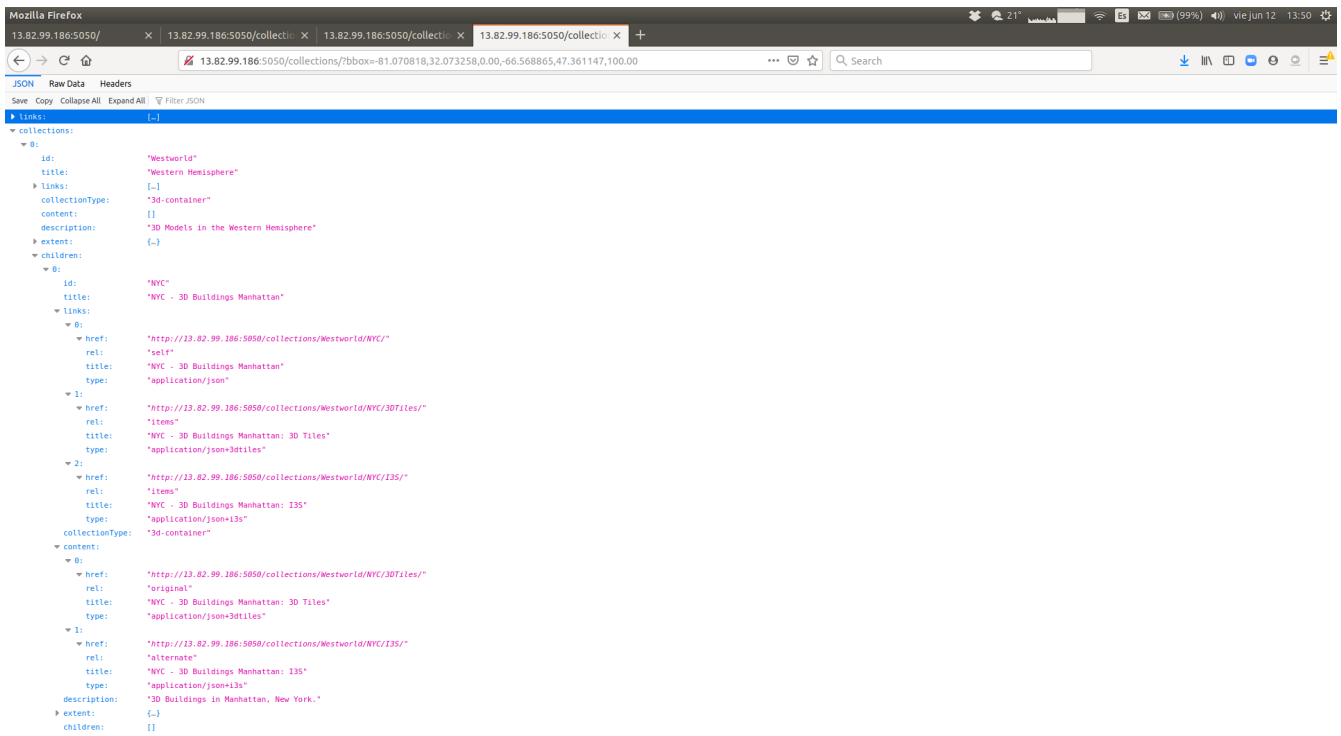 Mozilla Firefox 21° Es (99%) vie jun 12 13:50
13.82.99.186:5050/ × 13.82.99.186:5050/collectio × 13.82.99.186:5050/collectio × 13.82.99.186:5050/collectio × +
13.82.99.186:5050/collections/?bbox=-81.070818,32.073258,0.00,-66.568865,47.361147,100.00 ••• Search
JSON Raw Data Headers
Save Copy Collapse All Expand All Filter JSON
links: […]
collections:
0:
id: "Westworld"
title: "Western Hemisphere"
links: […]
collectionType: "3d-container"
content: []
description: "3D Models in the Western Hemisphere"
extent: {…}
children:
0:
id: "NYC"
title: "NYC - 3D Buildings Manhattan"
links:
0:
href: "http://13.82.99.186:5050/collections/Westworld/NYC/"
rel: "self"
title: "NYC - 3D Buildings Manhattan"
type: "application/json"
1:
href: "http://13.82.99.186:5050/collections/Westworld/NYC/3DTiles/"
rel: "items"
title: "NYC - 3D Buildings Manhattan: 3D Tiles"
type: "application/json+3dtiles"
2:
href: "http://13.82.99.186:5050/collections/Westworld/NYC/I3S/"
rel: "items"
title: "NYC - 3D Buildings Manhattan: I3S"
type: "application/json+i3s"
collectionType: "3d-container"
content:
0:
href: "http://13.82.99.186:5050/collections/Westworld/NYC/3DTiles/"
rel: "original"
title: "NYC - 3D Buildings Manhattan: 3D Tiles"
type: "application/json+3dtiles"
1:
href: "http://13.82.99.186:5050/collections/Westworld/NYC/I3S/"
rel: "alternate"
title: "NYC - 3D Buildings Manhattan: I3S"
type: "application/json+i3s"
description: "3D Buildings in Manhattan, New York."
extent: {…}
children: []